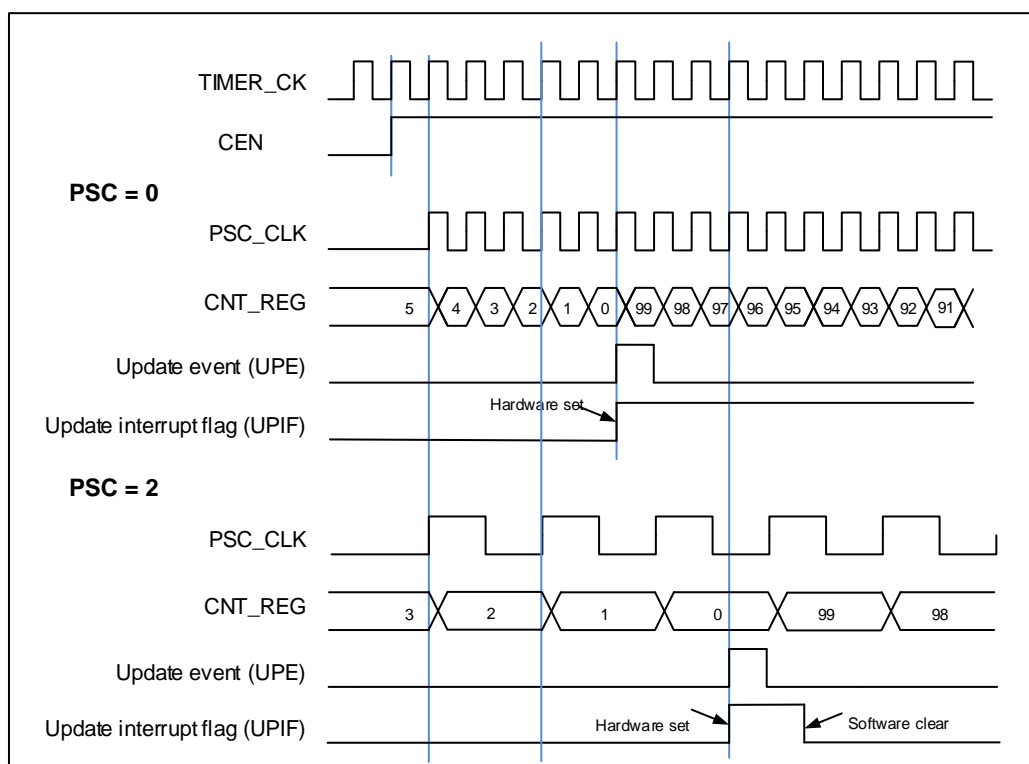 TIMER_CK
CEN
PSC = 0
PSC_CLK
CNT_REG 5 4 3 2 1 0 99 98 97 96 95 94 93 92 91
Update event (UPE)
Hardware set
Update interrupt flag (UPIF)
PSC = 2
PSC_CLK
CNT_REG 3 2 1 0 99 98
Update event (UPE)
Update interrupt flag (UPIF) Hardware set Software clear